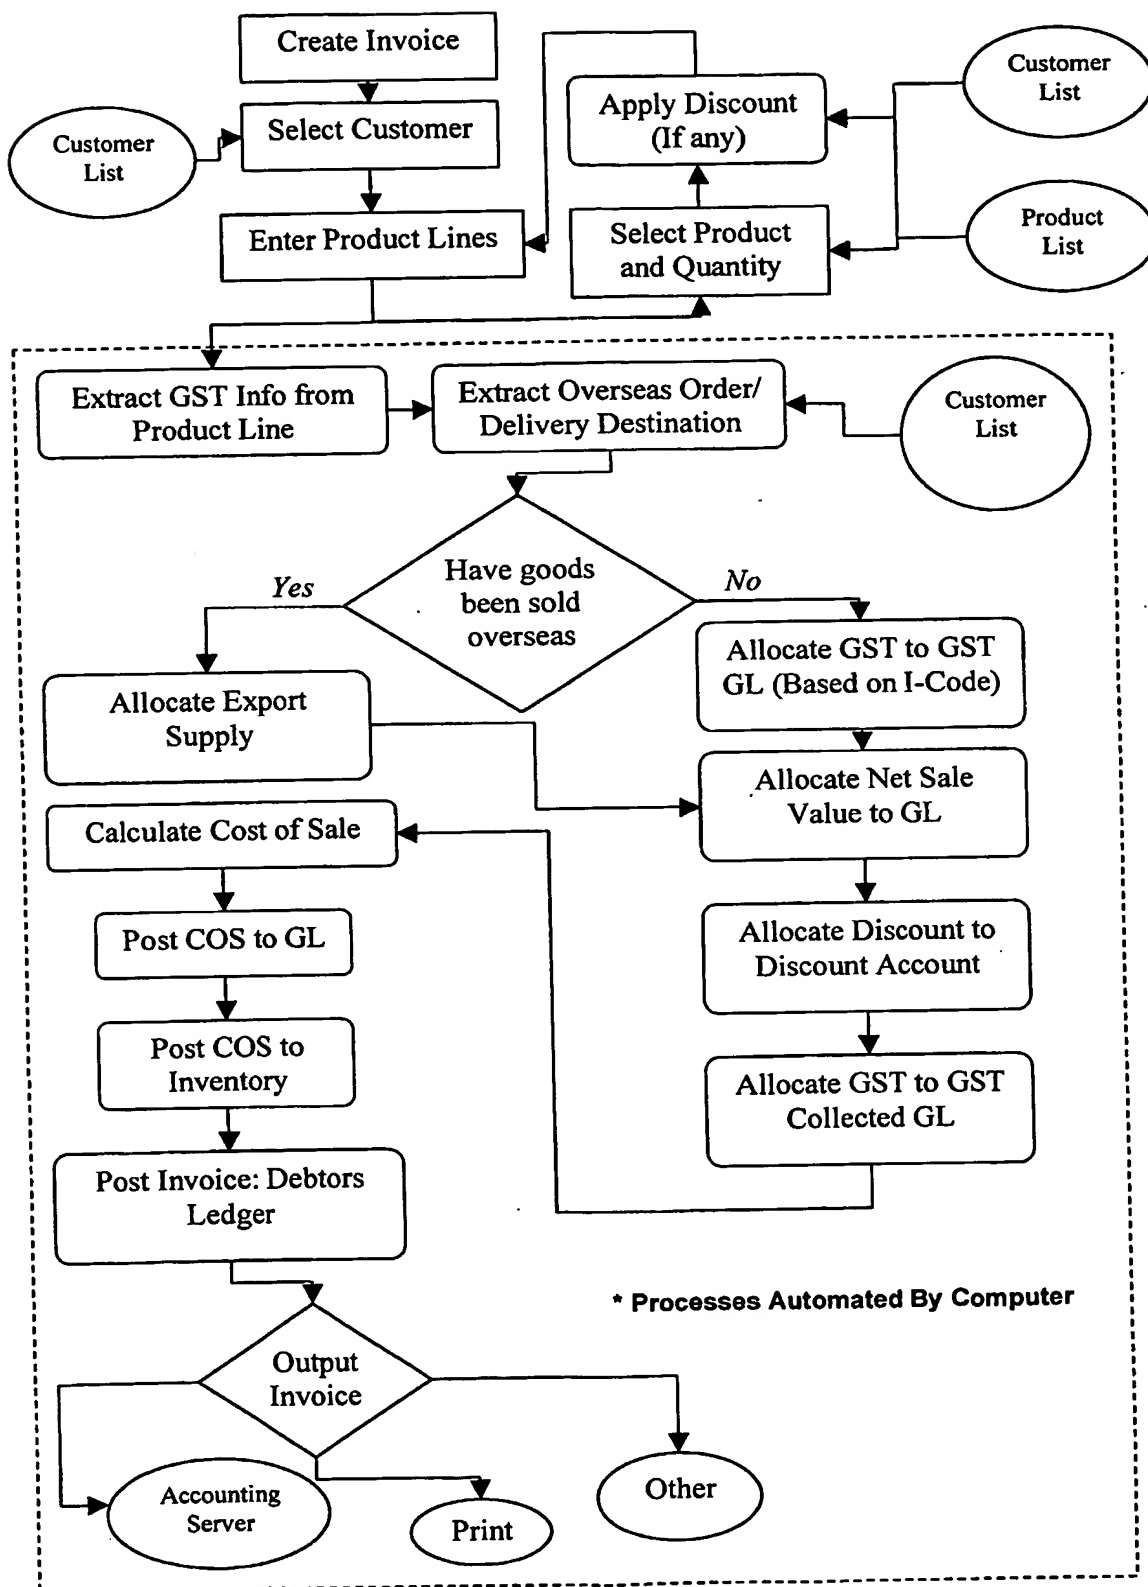 Create Invoice
Customer
List
Select Customer
Apply Discount
(If any)
Customer
List
Enter Product Lines
Select Product
and Quantity
Product
List
Extract GST Info from
Product Line
Extract Overseas Order/
Delivery Destination
Customer
List
Have goods
been sold
overseas
Yes
No
Allocate Export
Supply
Allocate GST to GST
GL (Based on I-Code)
Allocate Net Sale
Value to GL
Calculate Cost of Sale
Post COS to GL
Allocate Discount to
Discount Account
Post COS to
Inventory
Allocate GST to GST
Collected GL
Post Invoice: Debtors
Ledger
* Processes Automated By Computer
Output
Invoice
Accounting
Server
Print
Other